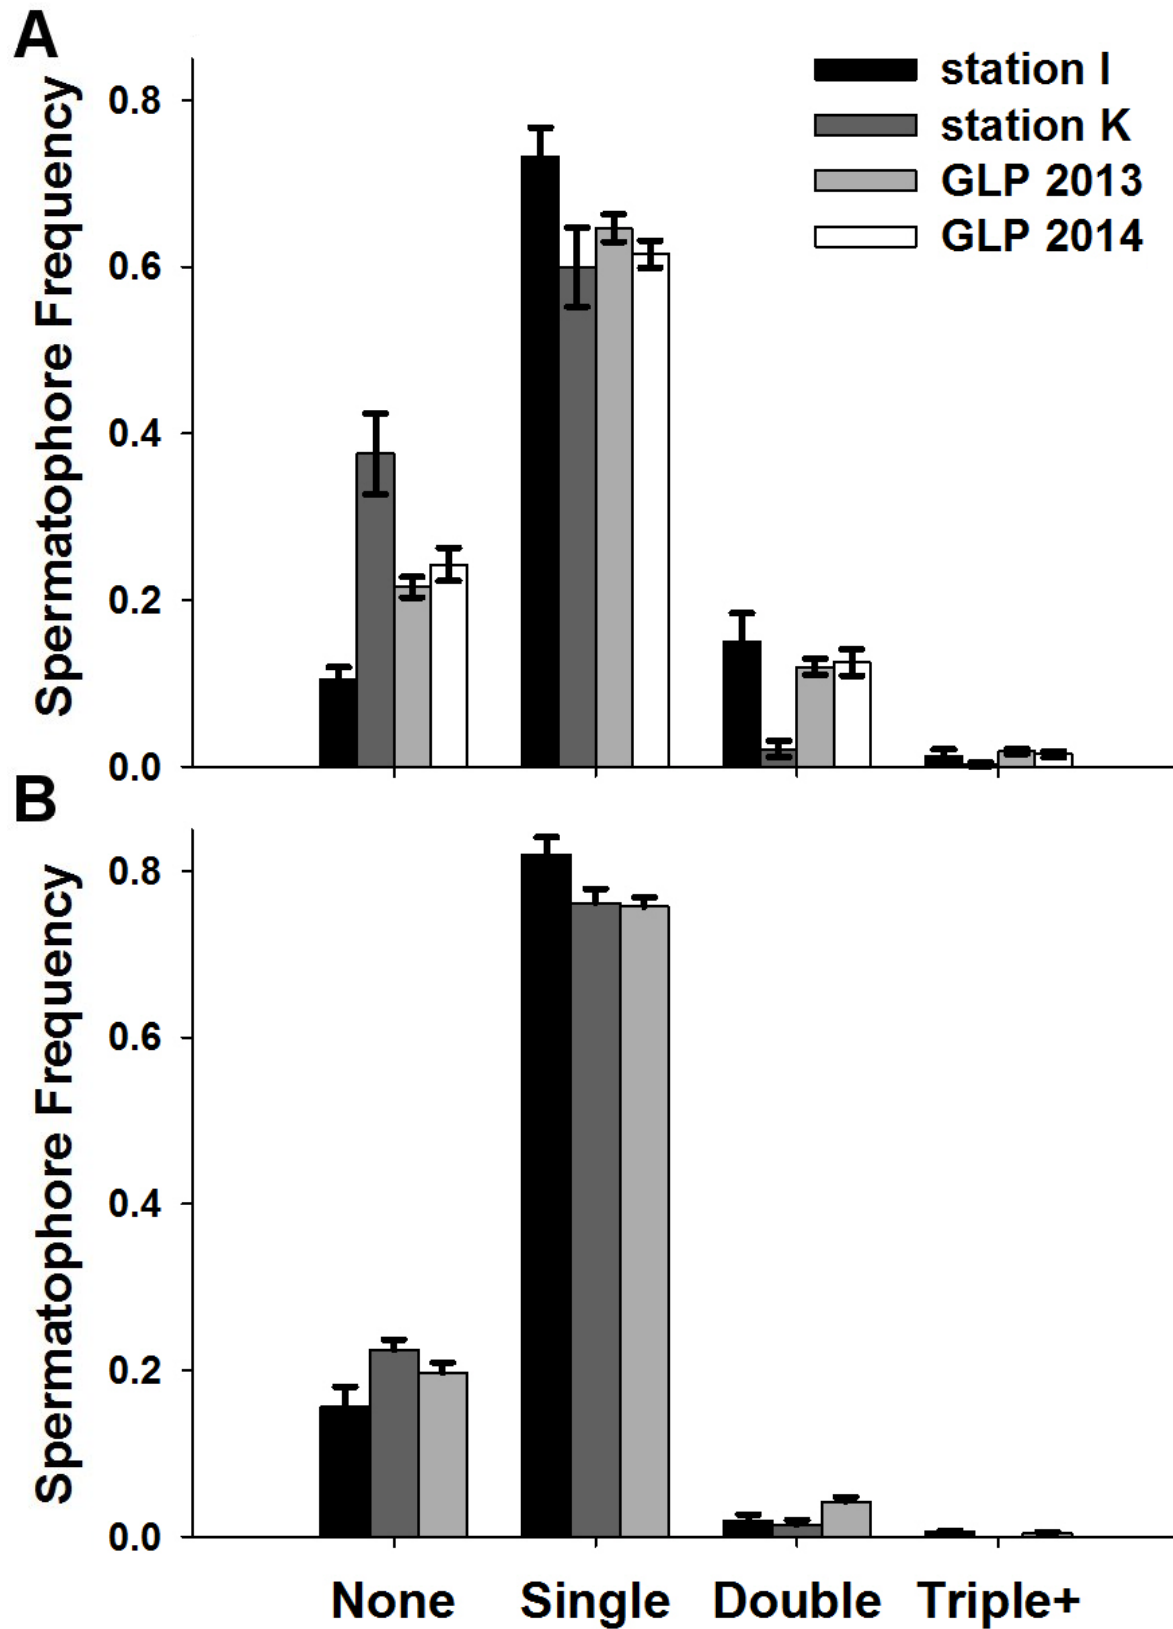 A
station I
station K
GLP 2013
GLP 2014
Spermatophore Frequency
0.8
0.6
0.4
0.2
0.0
B
Spermatophore Frequency
0.8
0.6
0.4
0.2
0.0
None Single Double Triple+